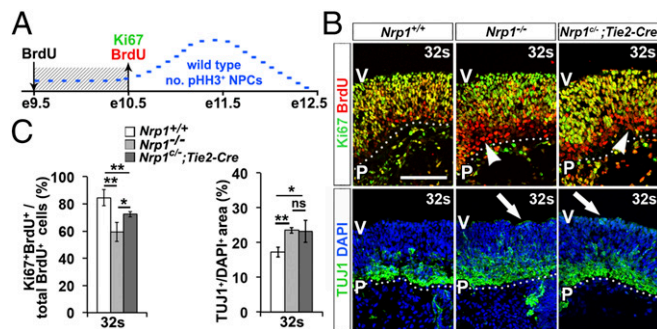 A
BrdU
Ki67
BrdU
wild type
no. pHH3⁺ NPCs
e9.5
e10.5
e11.5
e12.5
B
Nrp1⁺/⁺
Nrp1⁻/⁻
Nrp1ᶜ/⁻;Tie2-Cre
Ki67 BrdU
32s
32s
32s
V
V
V
P
P
P
TUJ1 DAPI
32s
32s
32s
V
V
V
P
P
P
C
Nrp1⁺/⁺
Nrp1⁻/⁻
Nrp1ᶜ/⁻;Tie2-Cre
Ki67⁺BrdU⁺ /
total BrdU⁺ cells (%)
100
80
60
40
20
0
**
**
*
32s
TUJ1⁺/DAPI⁺ area (%)
40
30
20
10
0
*
**
ns
32s